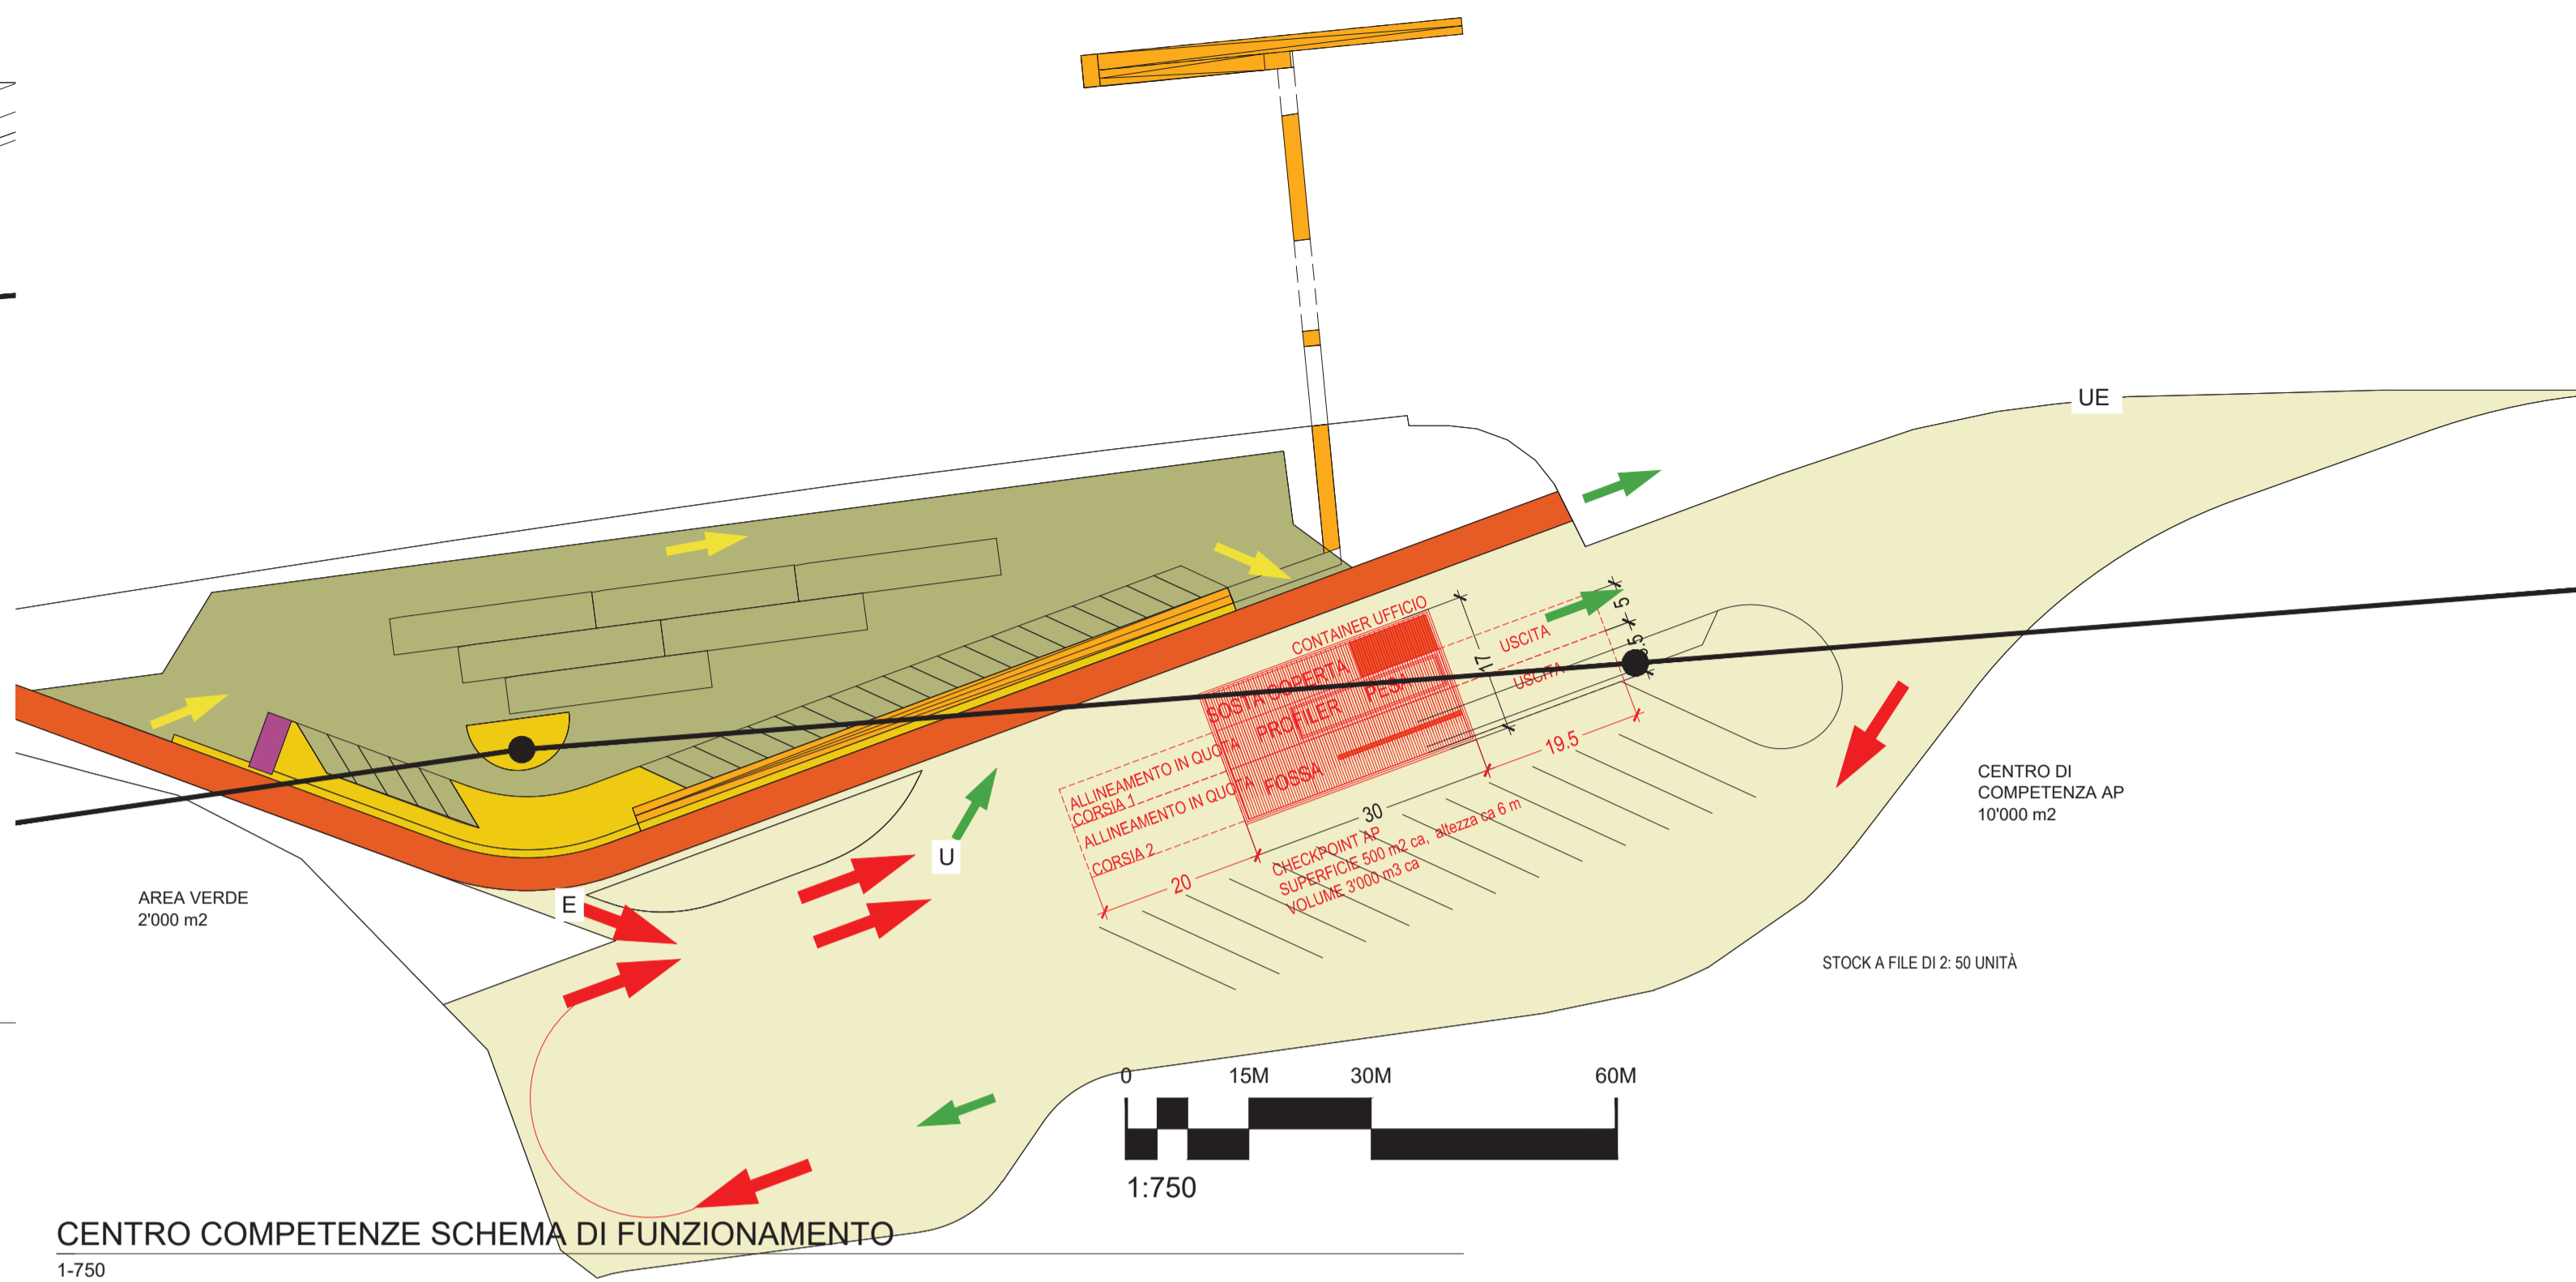 UE
CONTAINER UFFICIO
SOSTA COPERTA
PROFILER
PESA
FOSSA
USCITA
USCITA
5
5
17
19.5
30
20
ALLINEAMENTO IN QUOTA
CORSIA 1
ALLINEAMENTO IN QUOTA
CORSIA 2
CHECKPOINT AP
SUPERFICIE 500 m2 ca, altezza ca 6 m
VOLUME 3'000 m3 ca
U
E
AREA VERDE
2'000 m2
CENTRO DI
COMPETENZA AP
10'000 m2
STOCK A FILE DI 2: 50 UNITÀ
0 15M 30M 60M
1:750
CENTRO COMPETENZE SCHEMA DI FUNZIONAMENTO
1-750